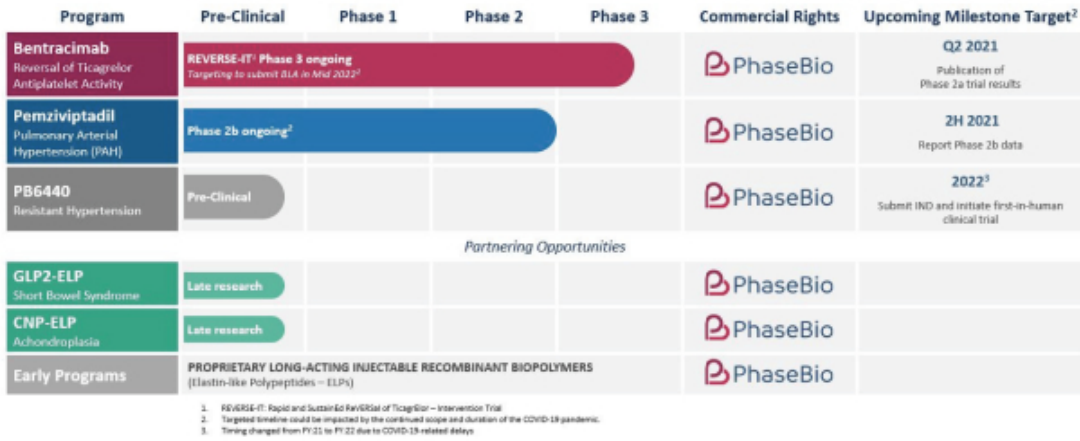 Program Pre-Clinical Phase 1 Phase 2 Phase 3 Commercial Rights Upcoming Milestone Target2
Bentracimab
Reversal of Ticagrelor
Antiplatelet Activity
REVERSE-IT1 Phase 3 ongoing
Targeting to submit BLA in Mid 20222
PhaseBio
Q2 2021
Publication of
Phase 2a trial results
Pemziviptadil
Pulmonary Arterial
Hypertension (PAH)
Phase 2b ongoing2
PhaseBio
2H 2021
Report Phase 2b data
PB6440
Resistant Hypertension
Pre-Clinical
PhaseBio
20223
Submit IND and initiate first-in-human
clinical trial
Partnering Opportunities
GLP2-ELP
Short Bowel Syndrome
Late research
PhaseBio
CNP-ELP
Achondroplasia
Late research
PhaseBio
Early Programs
PROPRIETARY LONG-ACTING INJECTABLE RECOMBINANT BIOPOLYMERS
(Elastin-like Polypeptides – ELPs)
PhaseBio
1. REVERSE-IT: Rapid and SustainEd ReVERSal of TicagrElor – Intervention Trial
2. Targeted timeline could be impacted by the continued scope and duration of the COVID-19 pandemic.
3. Timing changed from FY:21 to FY:22 due to COVID-19-related delays